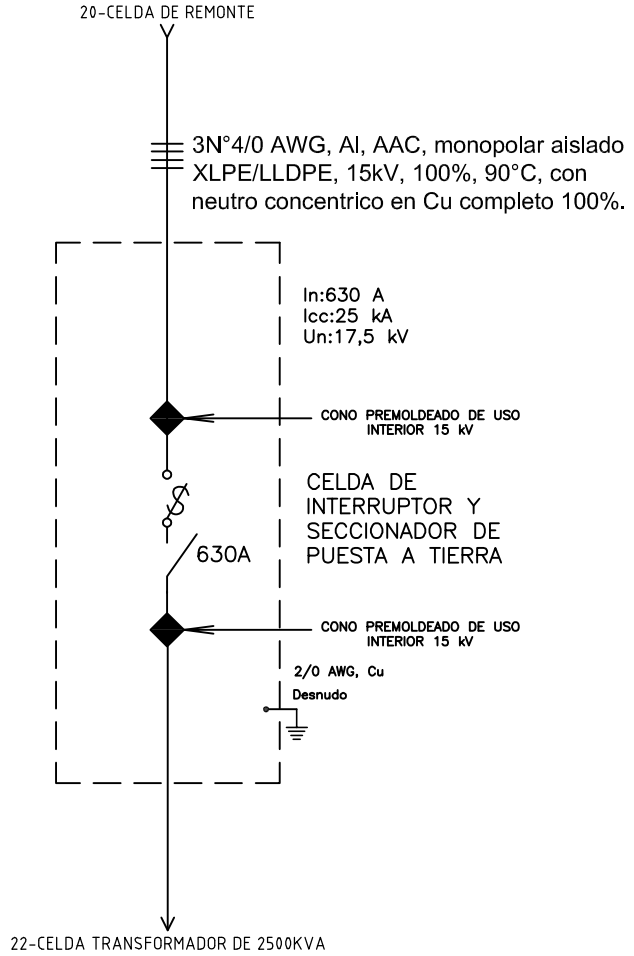 20-CELDA DE REMONTE
3N°4/0 AWG, Al, AAC, monopolar aislado
XLPE/LLDPE, 15kV, 100%, 90°C, con
neutro concentrico en Cu completo 100%.
In:630 A
Icc:25 kA
Un:17,5 kV
CONO PREMOLDEADO DE USO
INTERIOR 15 kV
CELDA DE
INTERRUPTOR Y
SECCIONADOR DE
PUESTA A TIERRA
630A
CONO PREMOLDEADO DE USO
INTERIOR 15 kV
2/0 AWG, Cu
Desnudo
22-CELDA TRANSFORMADOR DE 2500KVA